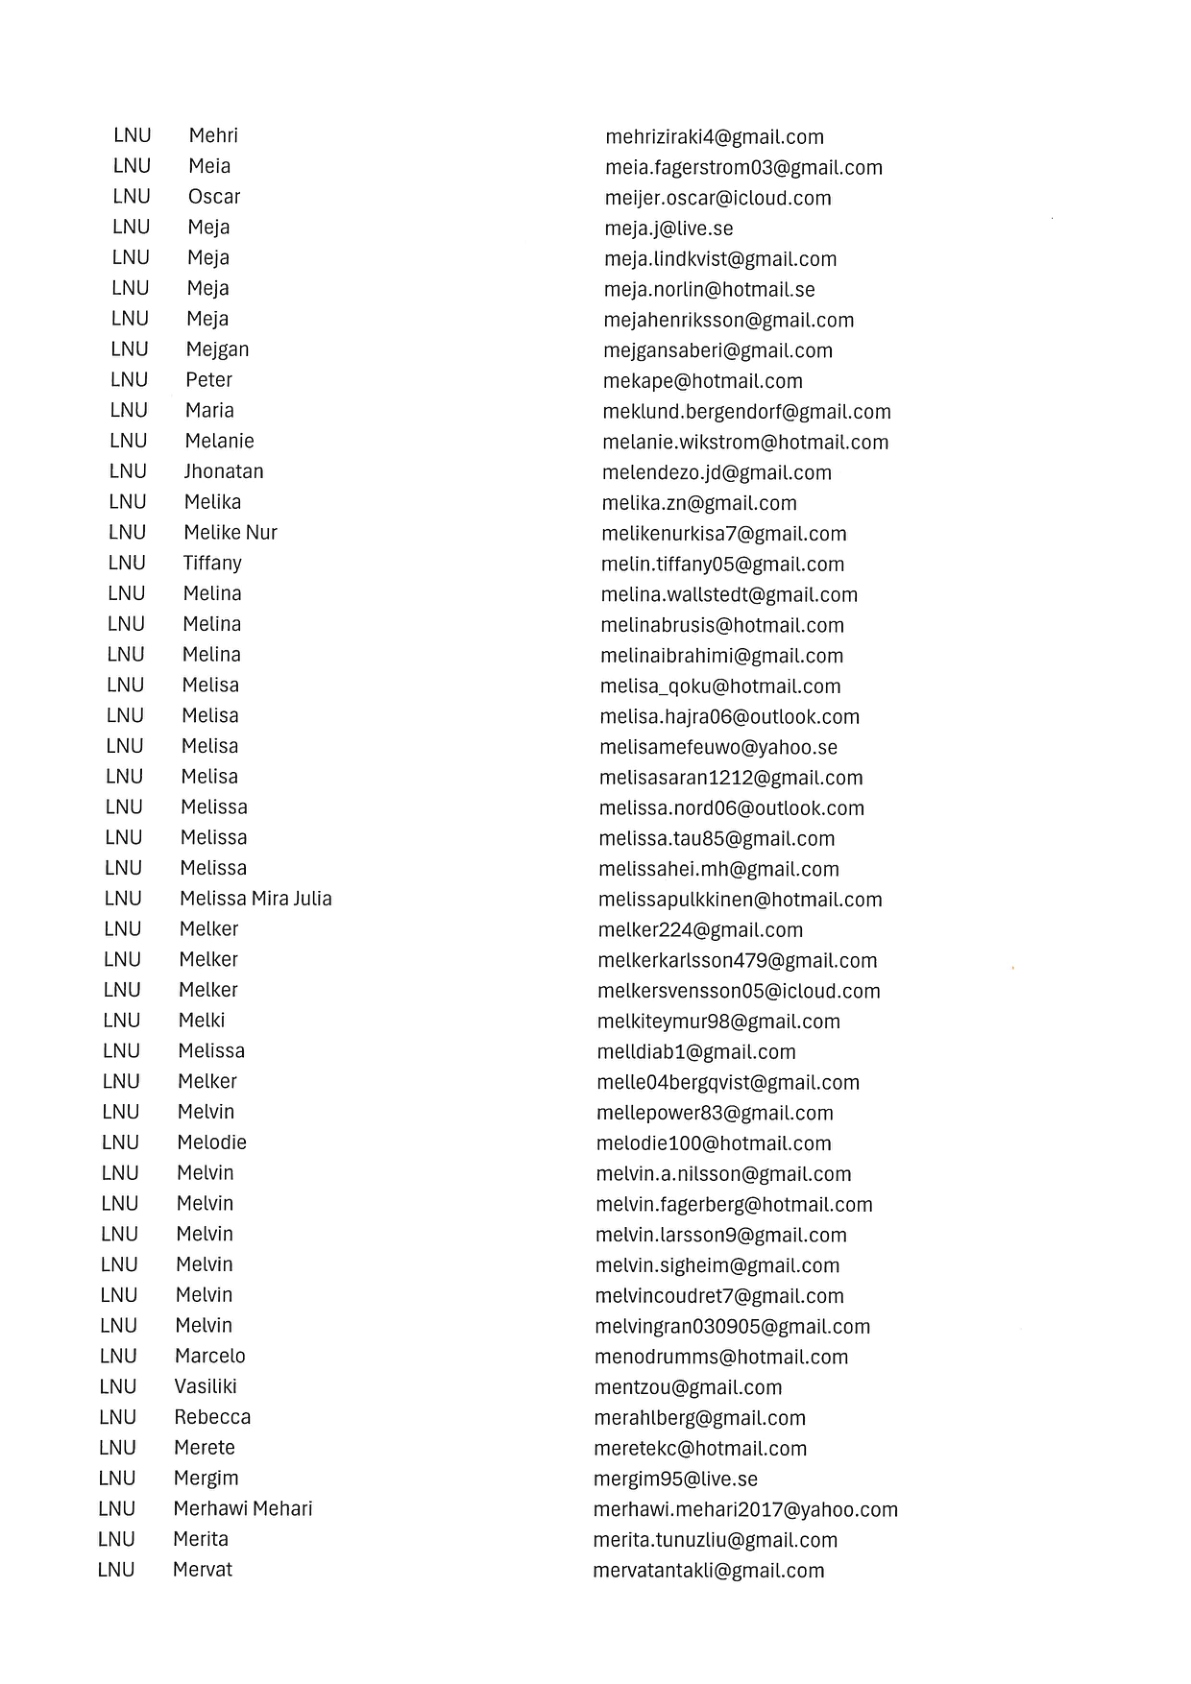 LNU Mehri mehriziraki4@gmail.com
LNU Meia meia.fagerstrom03@gmail.com
LNU Oscar meijer.oscar@icloud.com
LNU Meja meja.j@live.se
LNU Meja meja.lindkvist@gmail.com
LNU Meja meja.norlin@hotmail.se
LNU Meja mejahenriksson@gmail.com
LNU Mejgan mejgansaberi@gmail.com
LNU Peter mekape@hotmail.com
LNU Maria meklund.bergendorf@gmail.com
LNU Melanie melanie.wikstrom@hotmail.com
LNU Jhonatan melendezo.jd@gmail.com
LNU Melika melika.zn@gmail.com
LNU Melike Nur melikenurkisa7@gmail.com
LNU Tiffany melin.tiffany05@gmail.com
LNU Melina melina.wallstedt@gmail.com
LNU Melina melinabrusis@hotmail.com
LNU Melina melinaibrahimi@gmail.com
LNU Melisa melisa_qoku@hotmail.com
LNU Melisa melisa.hajra06@outlook.com
LNU Melisa melisamefeuwo@yahoo.se
LNU Melisa melisasaran1212@gmail.com
LNU Melissa melissa.nord06@outlook.com
LNU Melissa melissa.tau85@gmail.com
LNU Melissa melissahei.mh@gmail.com
LNU Melissa Mira Julia melissapulkkinen@hotmail.com
LNU Melker melker224@gmail.com
LNU Melker melkerkarlsson479@gmail.com
LNU Melker melkersvensson05@icloud.com
LNU Melki melkiteymur98@gmail.com
LNU Melissa melldiab1@gmail.com
LNU Melker melle04bergqvist@gmail.com
LNU Melvin mellepower83@gmail.com
LNU Melodie melodie100@hotmail.com
LNU Melvin melvin.a.nilsson@gmail.com
LNU Melvin melvin.fagerberg@hotmail.com
LNU Melvin melvin.larsson9@gmail.com
LNU Melvin melvin.sigheim@gmail.com
LNU Melvin melvincoudret7@gmail.com
LNU Melvin melvingran030905@gmail.com
LNU Marcelo menodrumms@hotmail.com
LNU Vasiliki mentzou@gmail.com
LNU Rebecca merahlberg@gmail.com
LNU Merete meretekc@hotmail.com
LNU Mergim mergim95@live.se
LNU Merhawi Mehari merhawi.mehari2017@yahoo.com
LNU Merita merita.tunuzliu@gmail.com
LNU Mervat mervatantakli@gmail.com